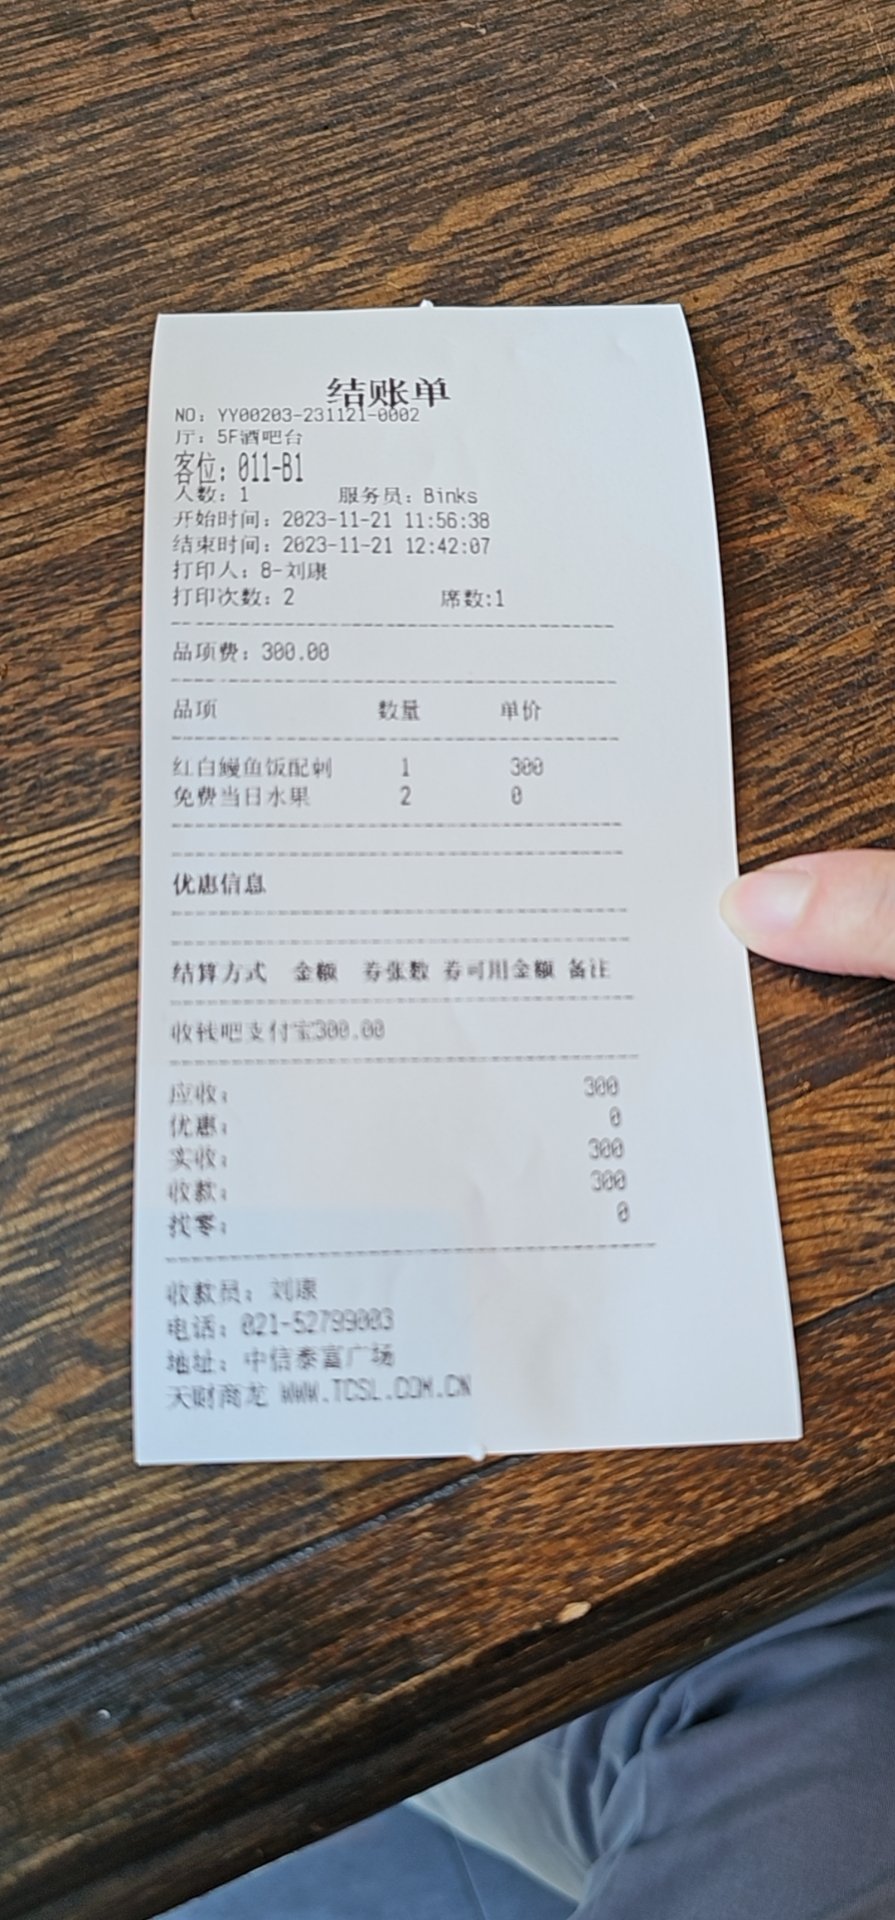 结账单
NO: YY00203-231121-0002
厅: 5F酒吧台
客位: 011-B1
人数: 1 服务员: Binks
开始时间: 2023-11-21 11:56:38
结束时间: 2023-11-21 12:42:07
打印人: 8-刘康
打印次数: 2 席数:1
品项费: 300.00
品项 数量 单价
红白鳗鱼饭配刺 1 300
免费当日水果 2 0
优惠信息
结算方式 金额 券张数 券可用金额 备注
收钱吧支付宝300.00
应收: 300
优惠: 0
实收: 300
收款: 300
找零: 0
收款员: 刘康
电话: 021-52799003
地址: 中信泰富广场
天财商龙 WWW.TCSL.COM.CN